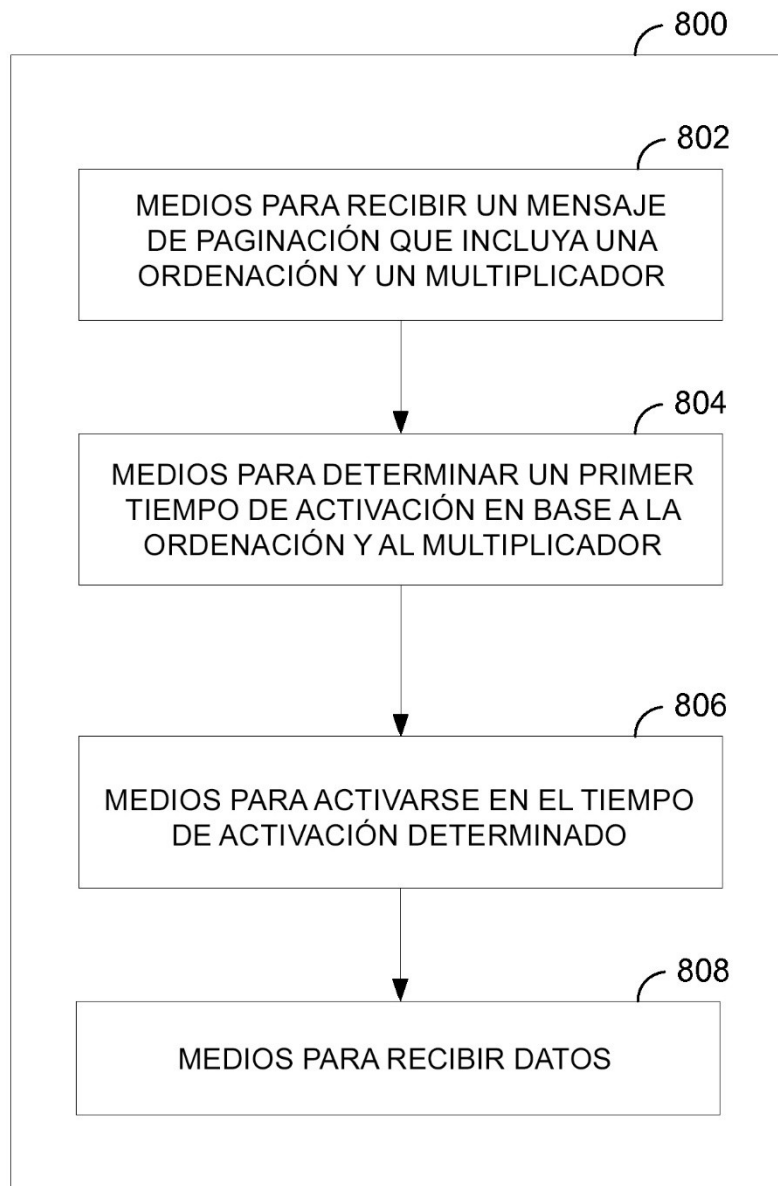 800
802
MEDIOS PARA RECIBIR UN MENSAJE
DE PAGINACIÓN QUE INCLUYA UNA
ORDENACIÓN Y UN MULTIPLICADOR
804
MEDIOS PARA DETERMINAR UN PRIMER
TIEMPO DE ACTIVACIÓN EN BASE A LA
ORDENACIÓN Y AL MULTIPLICADOR
806
MEDIOS PARA ACTIVARSE EN EL TIEMPO
DE ACTIVACIÓN DETERMINADO
808
MEDIOS PARA RECIBIR DATOS